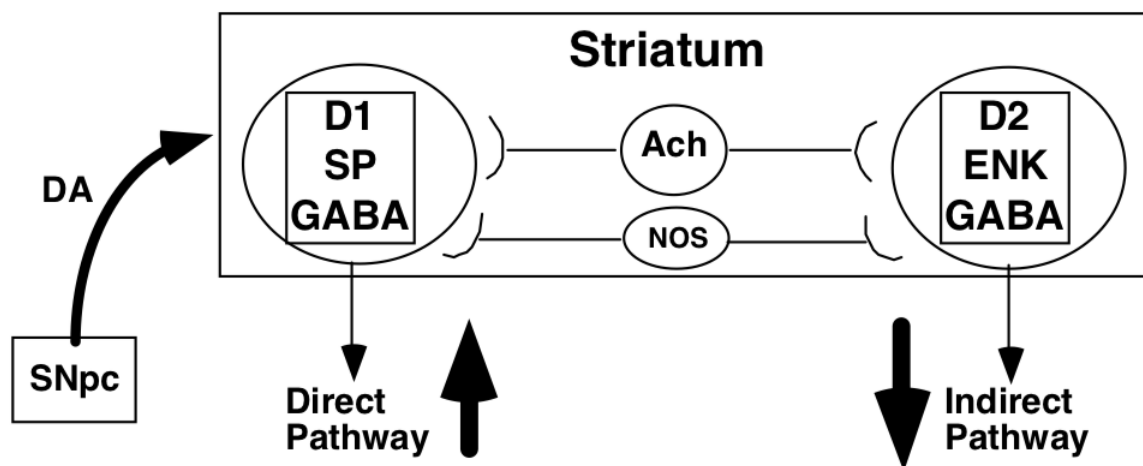 Striatum
D1
SP
GABA
Ach
NOS
D2
ENK
GABA
DA
SNpc
Direct
Pathway
Indirect
Pathway